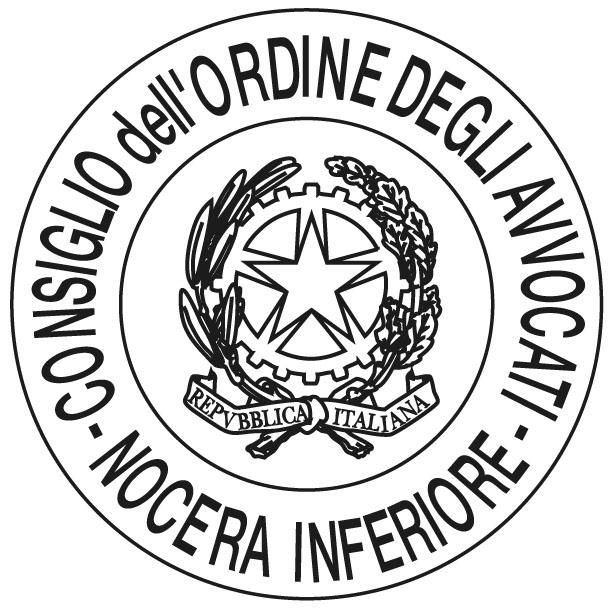 CONSIGLIO dell'ORDINE DEGLI AVVOCATI
- NOCERA INFERIORE -
REPVBBLICA ITALIANA